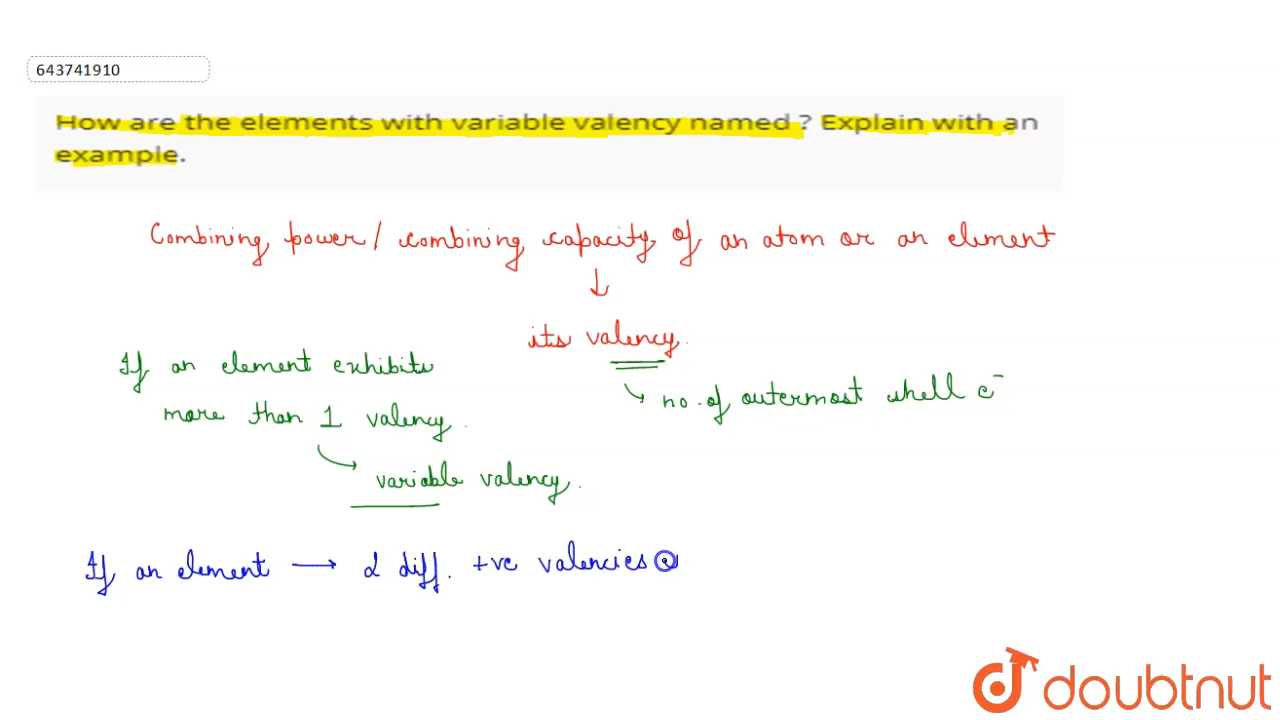 643741910
How are the elements with variable valency named ? Explain with an
example.
Combining power / combining capacity of an atom or an element
↓
its valency.
If an element exhibits
no. of outermost shell e⁻
more than 1 valency.
variable valency.
If an element → 2 diff. +ve valencies
doubtnut